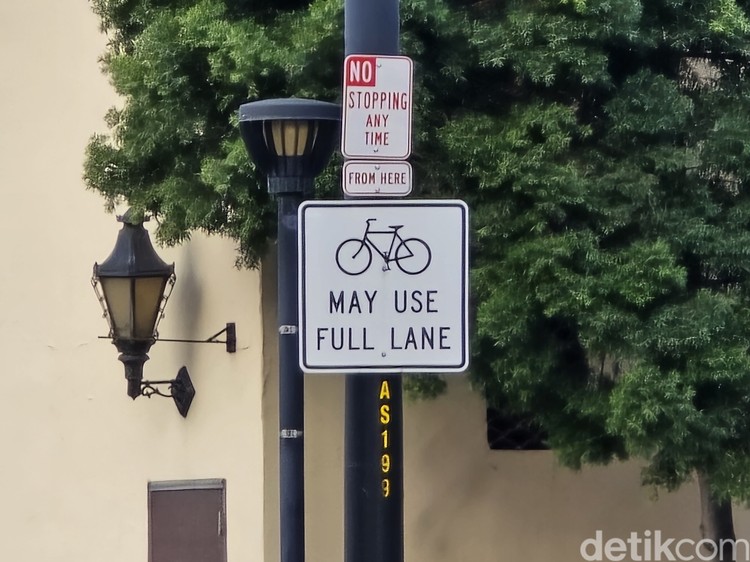 NO
STOPPING
ANY
TIME
FROM HERE
MAY USE
FULL LANE
AS199
detikcom